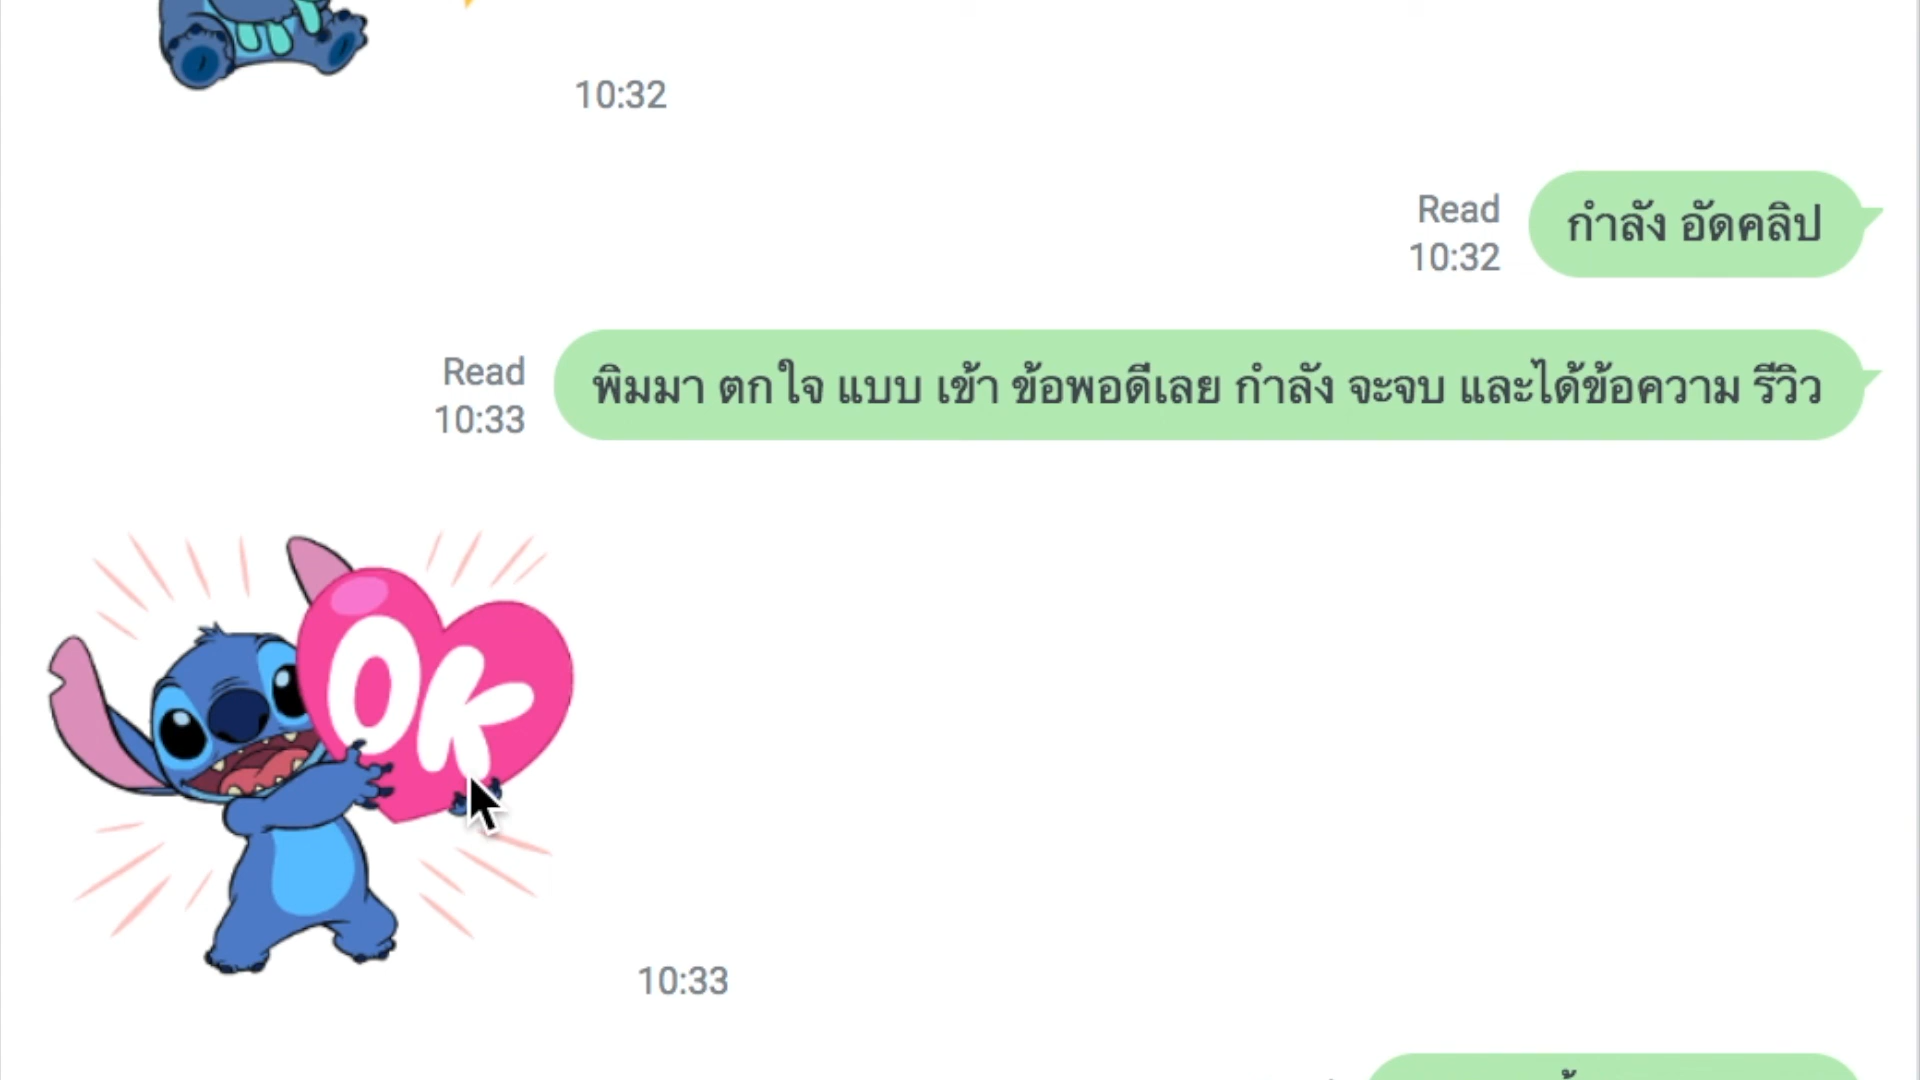 10:32
Read
10:32
กำลัง อัดคลิป
Read
10:33
พิมมา ตกใจ แบบ เข้า ข้อพอดีเลย กำลัง จะจบ และได้ข้อความ รีวิว
OK
10:33